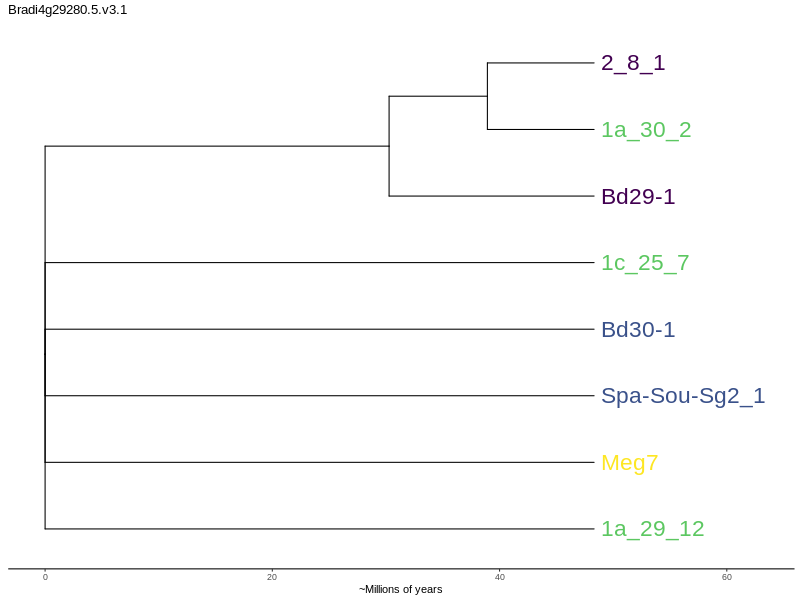 Bradi4g29280.5.v3.1
2_8_1
1a_30_2
Bd29-1
1c_25_7
Bd30-1
Spa-Sou-Sg2_1
Meg7
1a_29_12
0 20 40 60
~Millions of years